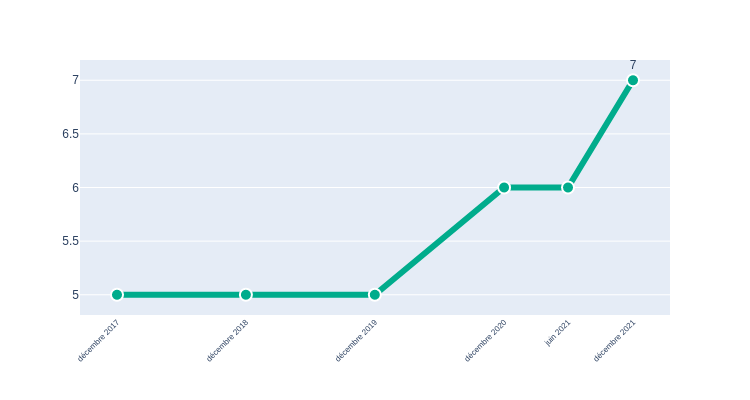 7
7
6.5
6
5.5
5
décembre 2017
décembre 2018
décembre 2019
décembre 2020
juin 2021
décembre 2021